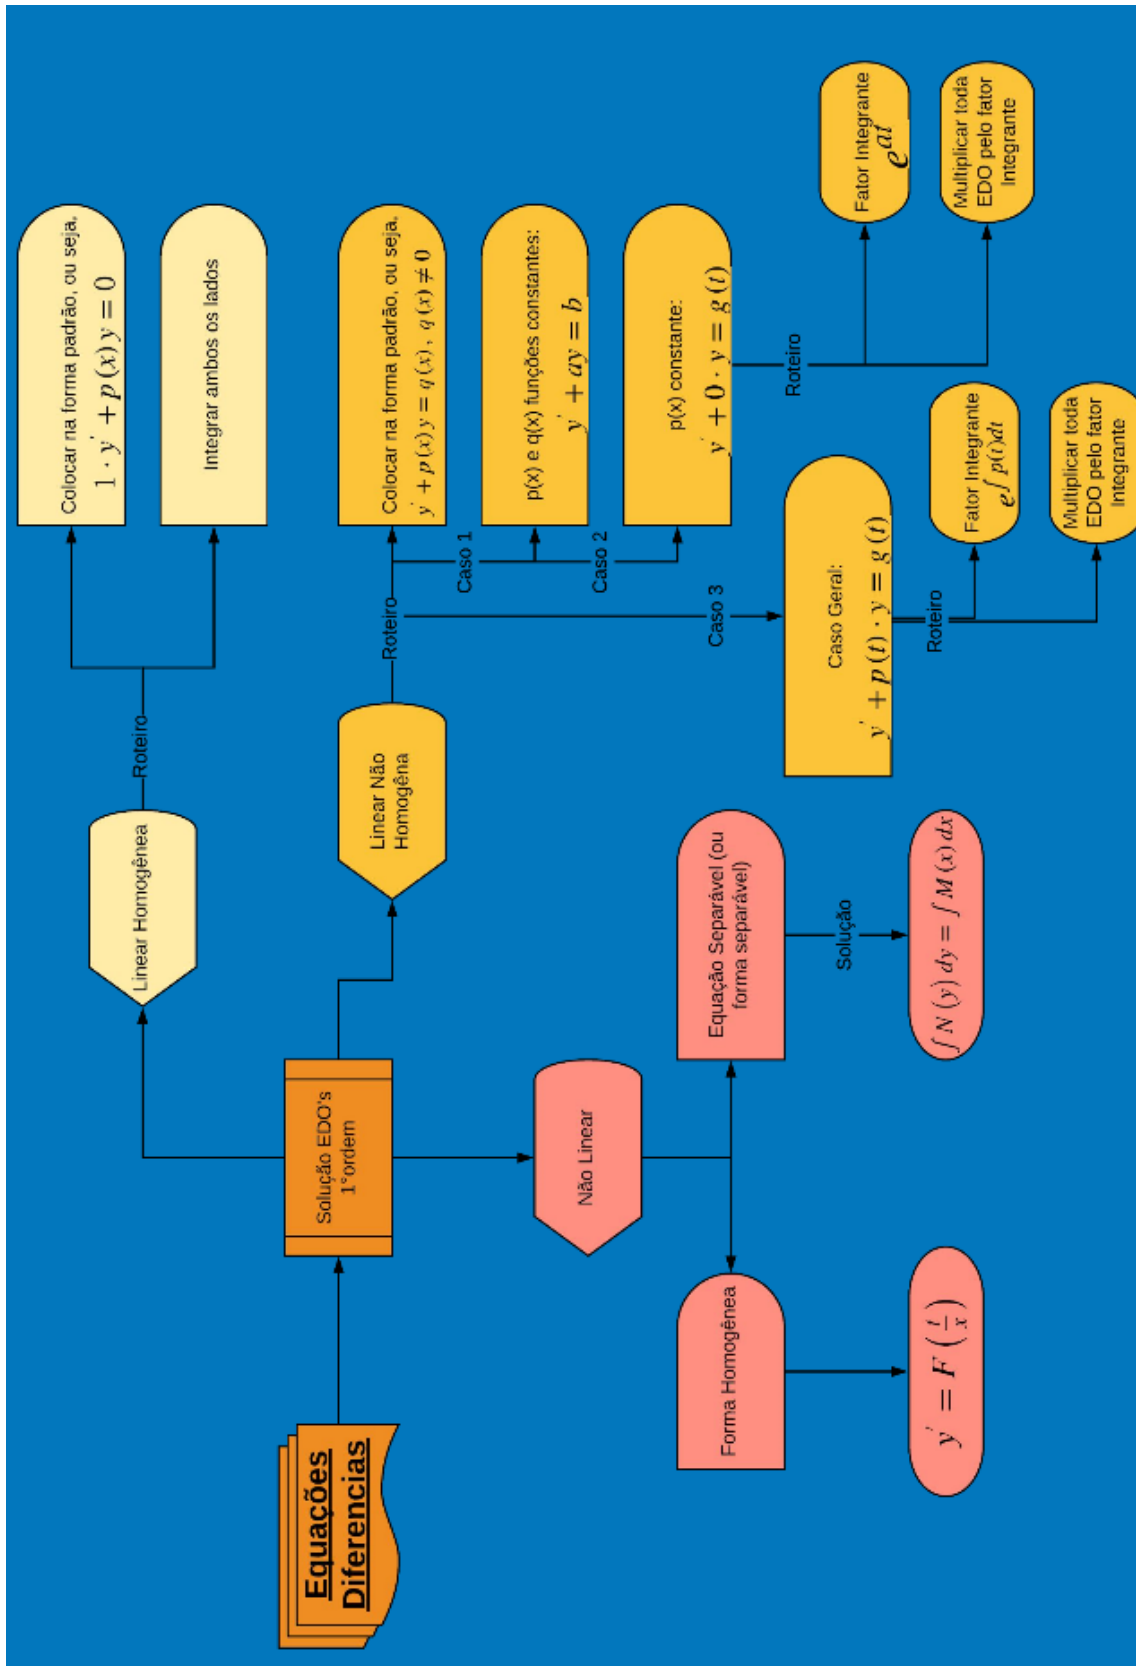 Equações
Diferencias
Solução EDO's
1°ordem
Linear Homogênea
Roteiro
Colocar na forma padrão, ou seja,
1 · y' + p(x) y = 0
Integrar ambos os lados
Linear Não
Homogêna
Roteiro
Colocar na forma padrão, ou seja,
y' + p(x) y = q(x), q(x) ≠ 0
Caso 1
p(x) e q(x) funções constantes:
y' + ay = b
Caso 2
p(x) constante:
y' + 0 · y = g(t)
Roteiro
Fator Integrante
e^{at}
Multiplicar toda
EDO pelo fator
Integrante
Caso 3
Caso Geral:
y' + p(t) · y = g(t)
Roteiro
Fator Integrante
e^{∫ p(t)dt}
Multiplicar toda
EDO pelo fator
Integrante
Não Linear
Equação Separável (ou
forma separável)
Solução
∫ N(y) dy = ∫ M(x) dx
Forma Homogênea
y' = F(t/x)